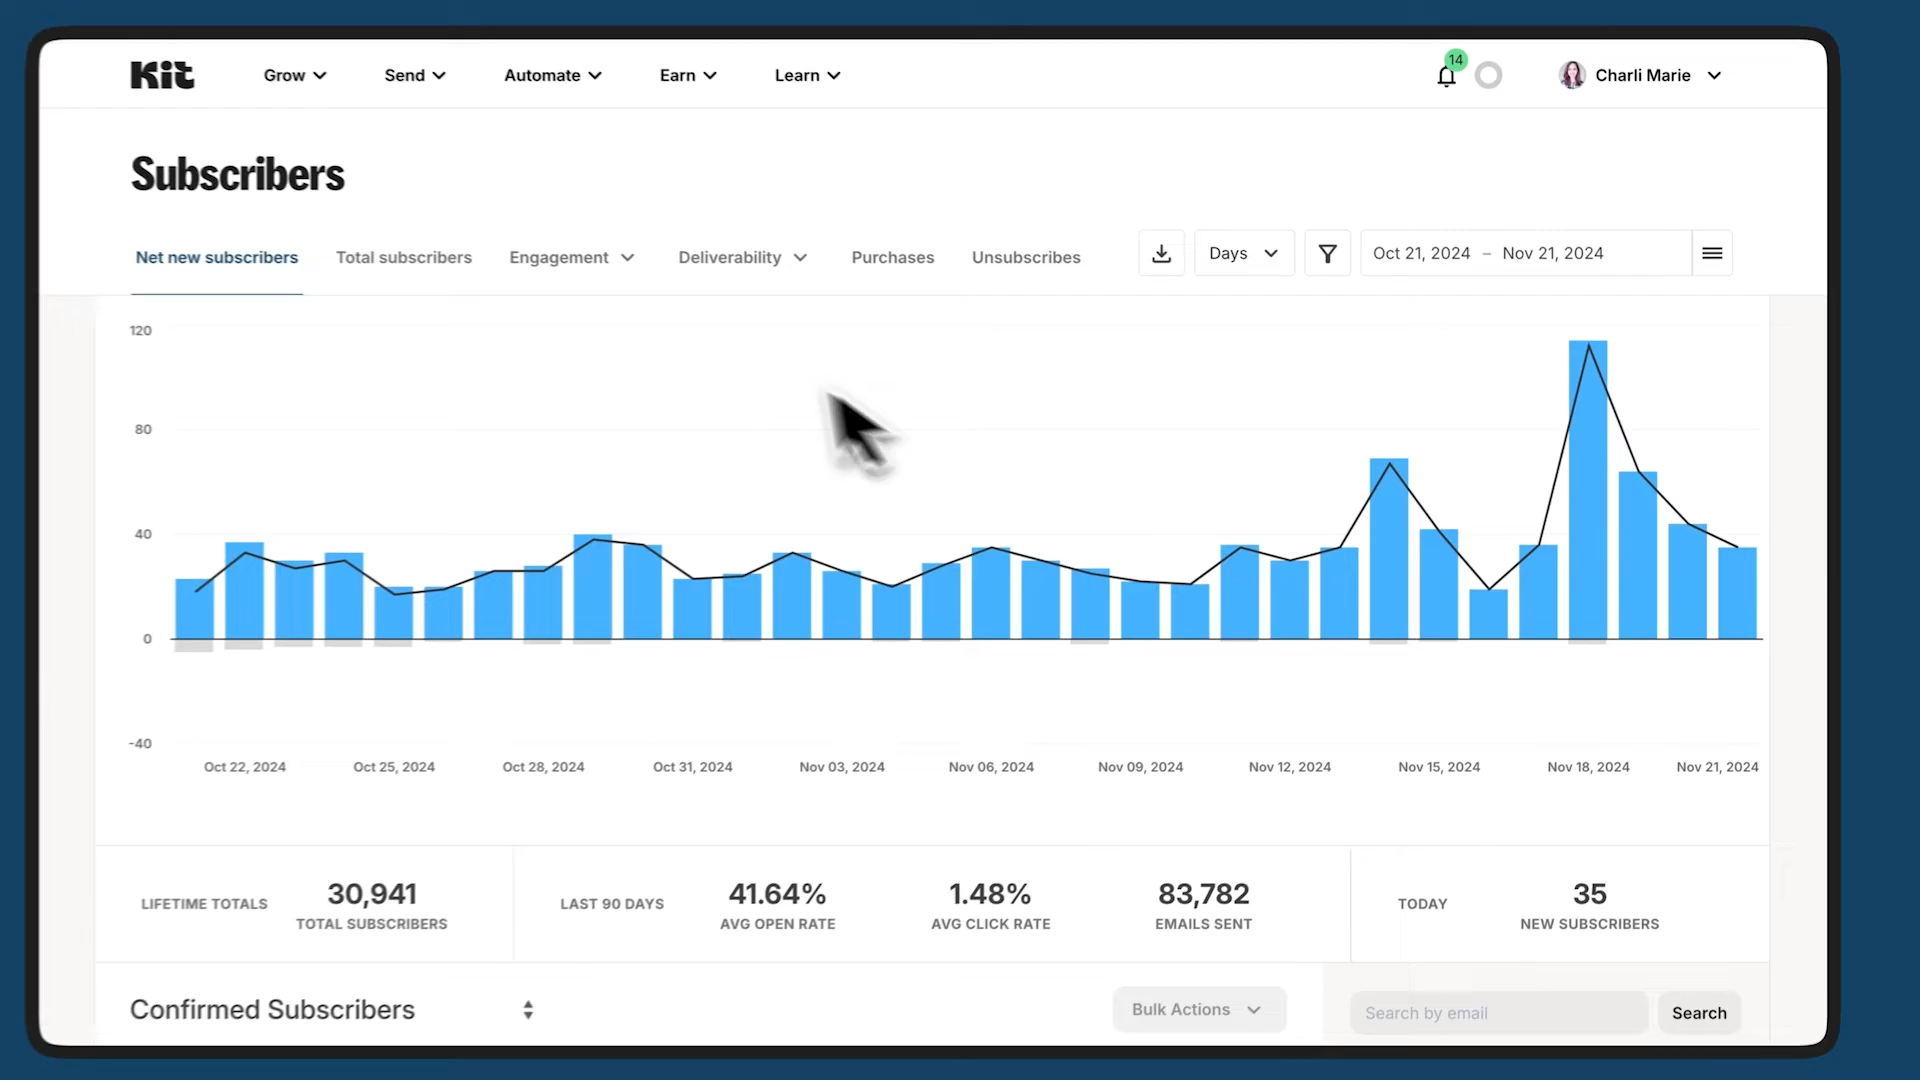 Kit
Grow
Send
Automate
Earn
Learn
14
Charli Marie
Subscribers
Net new subscribers
Total subscribers
Engagement
Deliverability
Purchases
Unsubscribes
Days
Oct 21, 2024 – Nov 21, 2024
120
80
40
0
-40
Oct 22, 2024
Oct 25, 2024
Oct 28, 2024
Oct 31, 2024
Nov 03, 2024
Nov 06, 2024
Nov 09, 2024
Nov 12, 2024
Nov 15, 2024
Nov 18, 2024
Nov 21, 2024
LIFETIME TOTALS
30,941
TOTAL SUBSCRIBERS
LAST 90 DAYS
41.64%
AVG OPEN RATE
1.48%
AVG CLICK RATE
83,782
EMAILS SENT
TODAY
35
NEW SUBSCRIBERS
Confirmed Subscribers
Bulk Actions
Search by email
Search